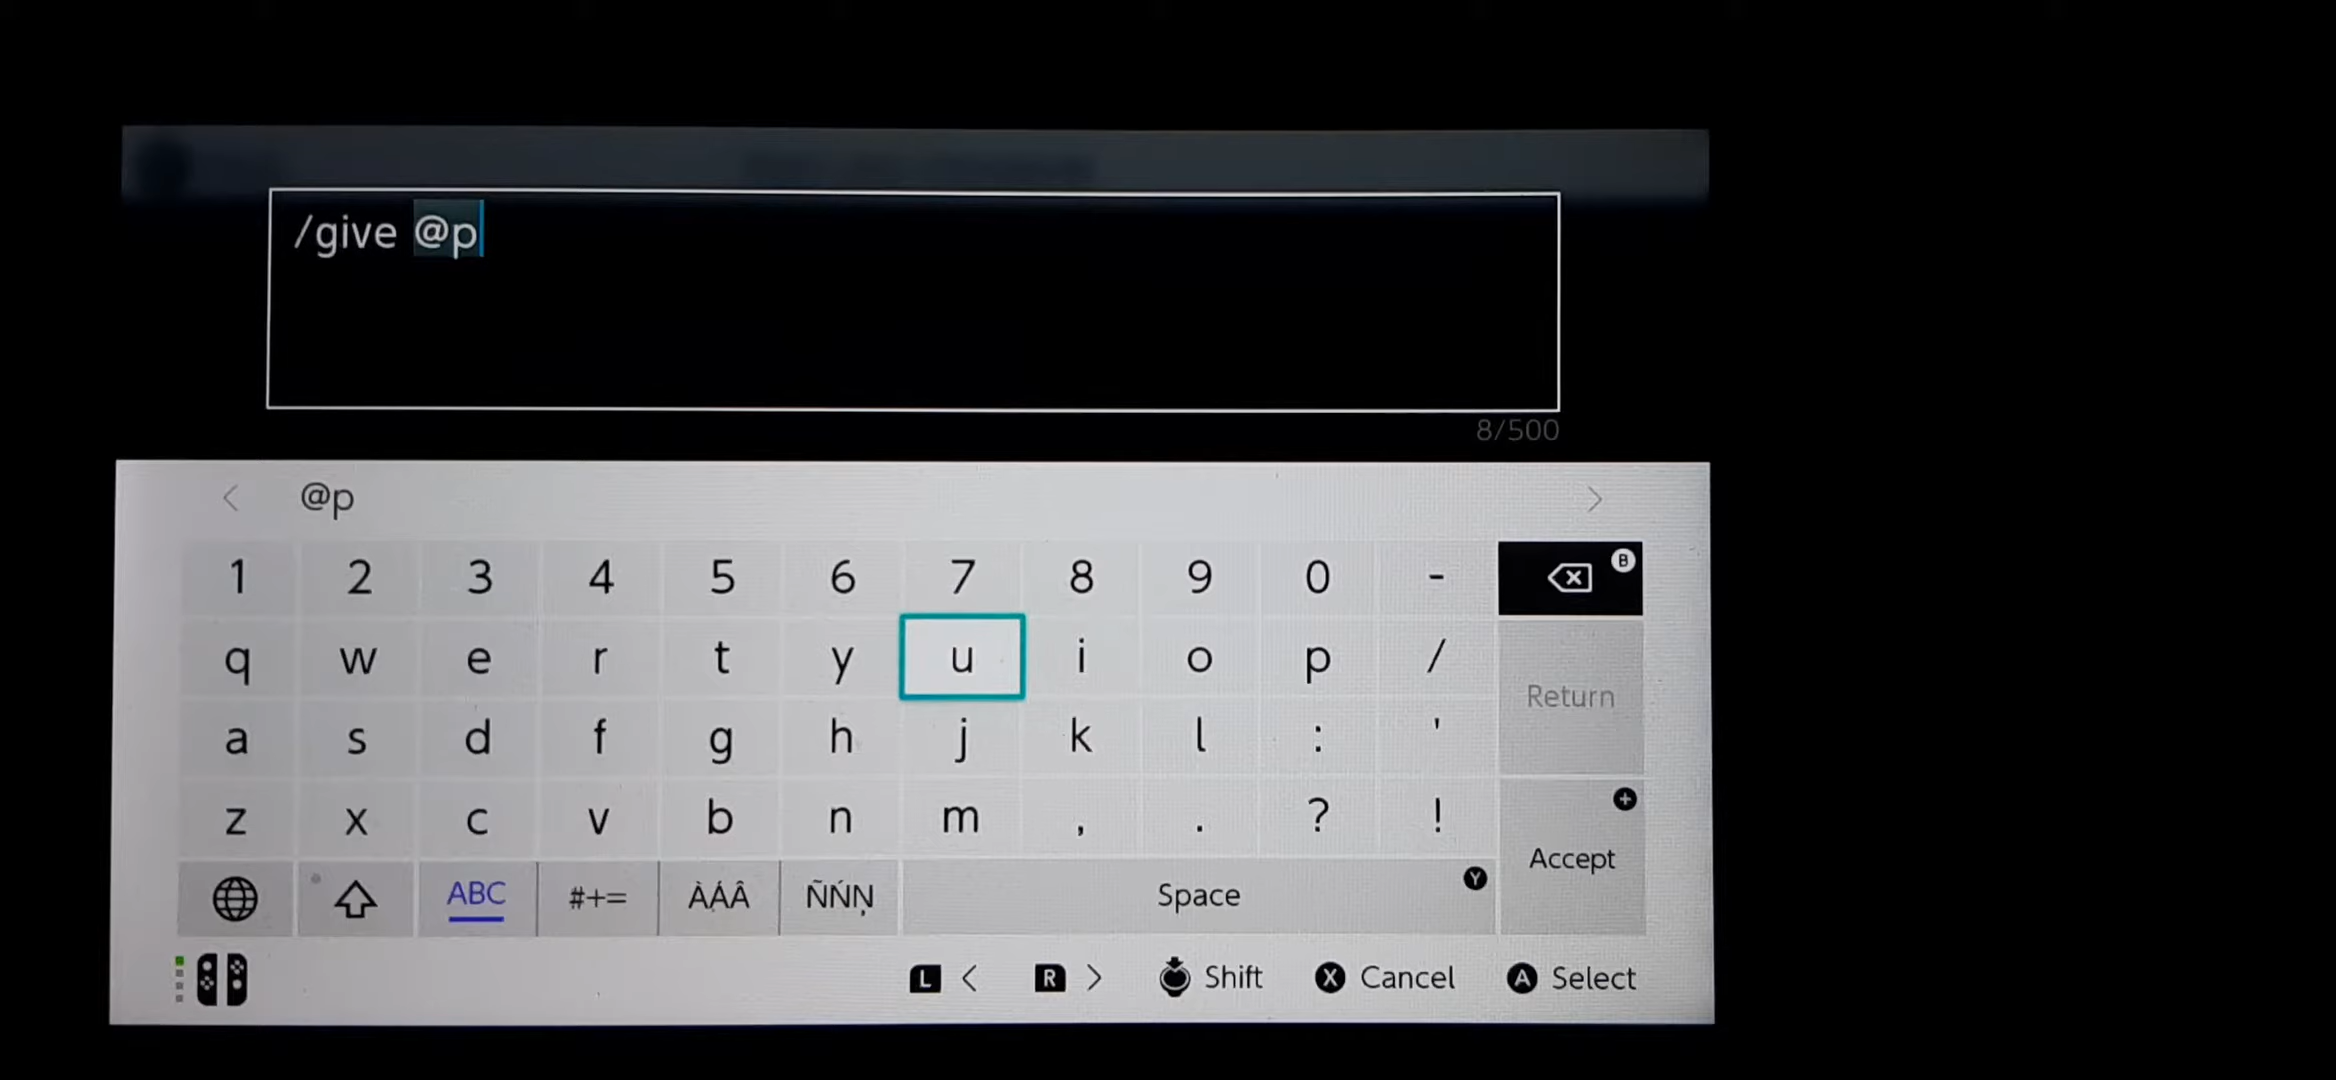 /give @p
8/500
< @p >
1 2 3 4 5 6 7 8 9 0 - B
q w e r t y u i o p /
Return
a s d f g h j k l : '
z x c v b n m , . ? ! +
Accept
ABC #+= ÀÁÂ ÑŃŅ Space Y
L < R > Shift X Cancel A Select